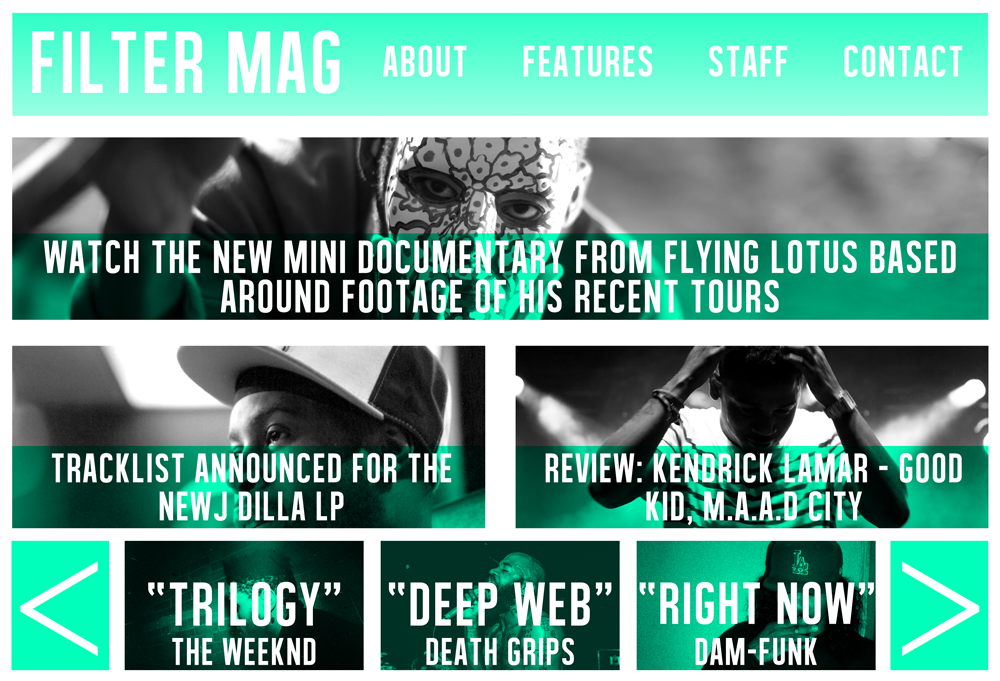 FILTER MAG ABOUT FEATURES STAFF CONTACT
WATCH THE NEW MINI DOCUMENTARY FROM FLYING LOTUS BASED
AROUND FOOTAGE OF HIS RECENT TOURS
TRACKLIST ANNOUNCED FOR THE
NEWJ DILLA LP
REVIEW: KENDRICK LAMAR - GOOD
KID, M.A.A.D CITY
"TRILOGY"
THE WEEKND
"DEEP WEB"
DEATH GRIPS
"RIGHT NOW"
DAM-FUNK
LA